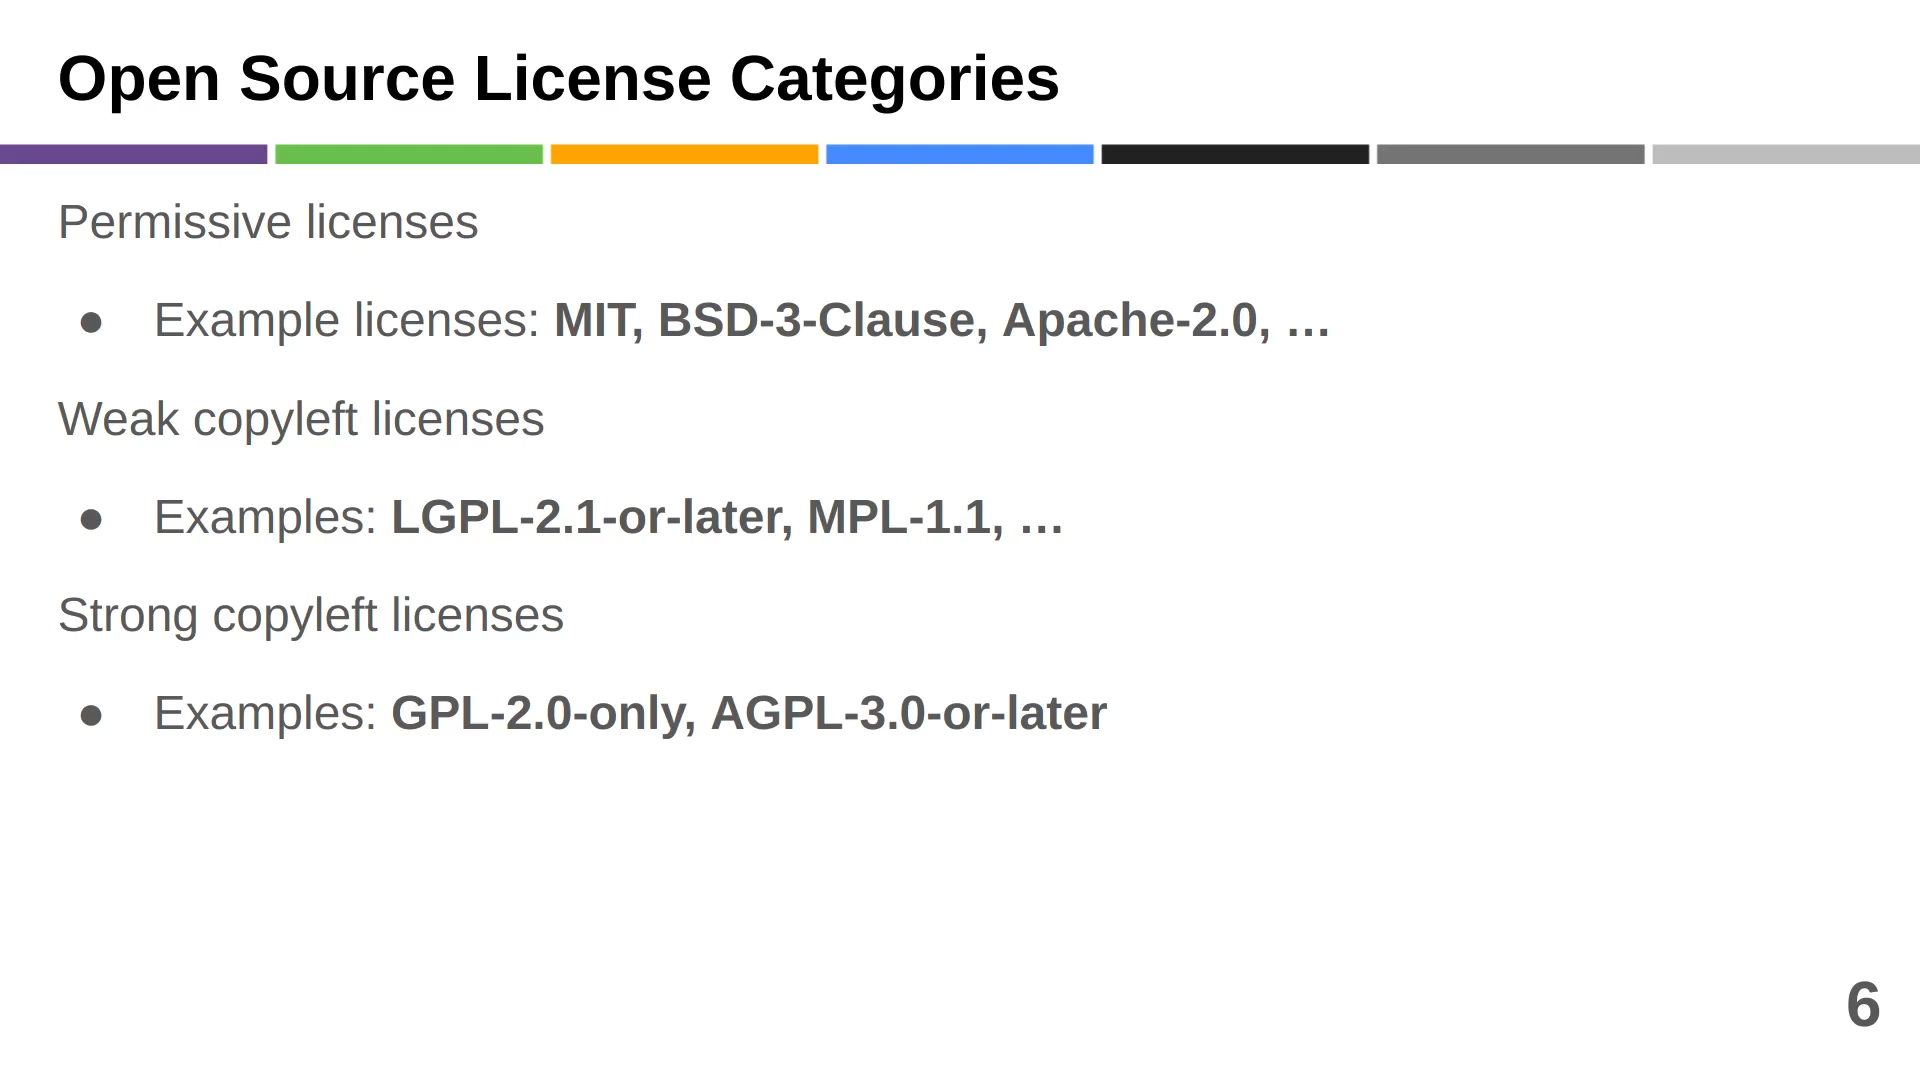 Open Source License Categories
Permissive licenses
● Example licenses: MIT, BSD-3-Clause, Apache-2.0, …
Weak copyleft licenses
● Examples: LGPL-2.1-or-later, MPL-1.1, …
Strong copyleft licenses
● Examples: GPL-2.0-only, AGPL-3.0-or-later
6